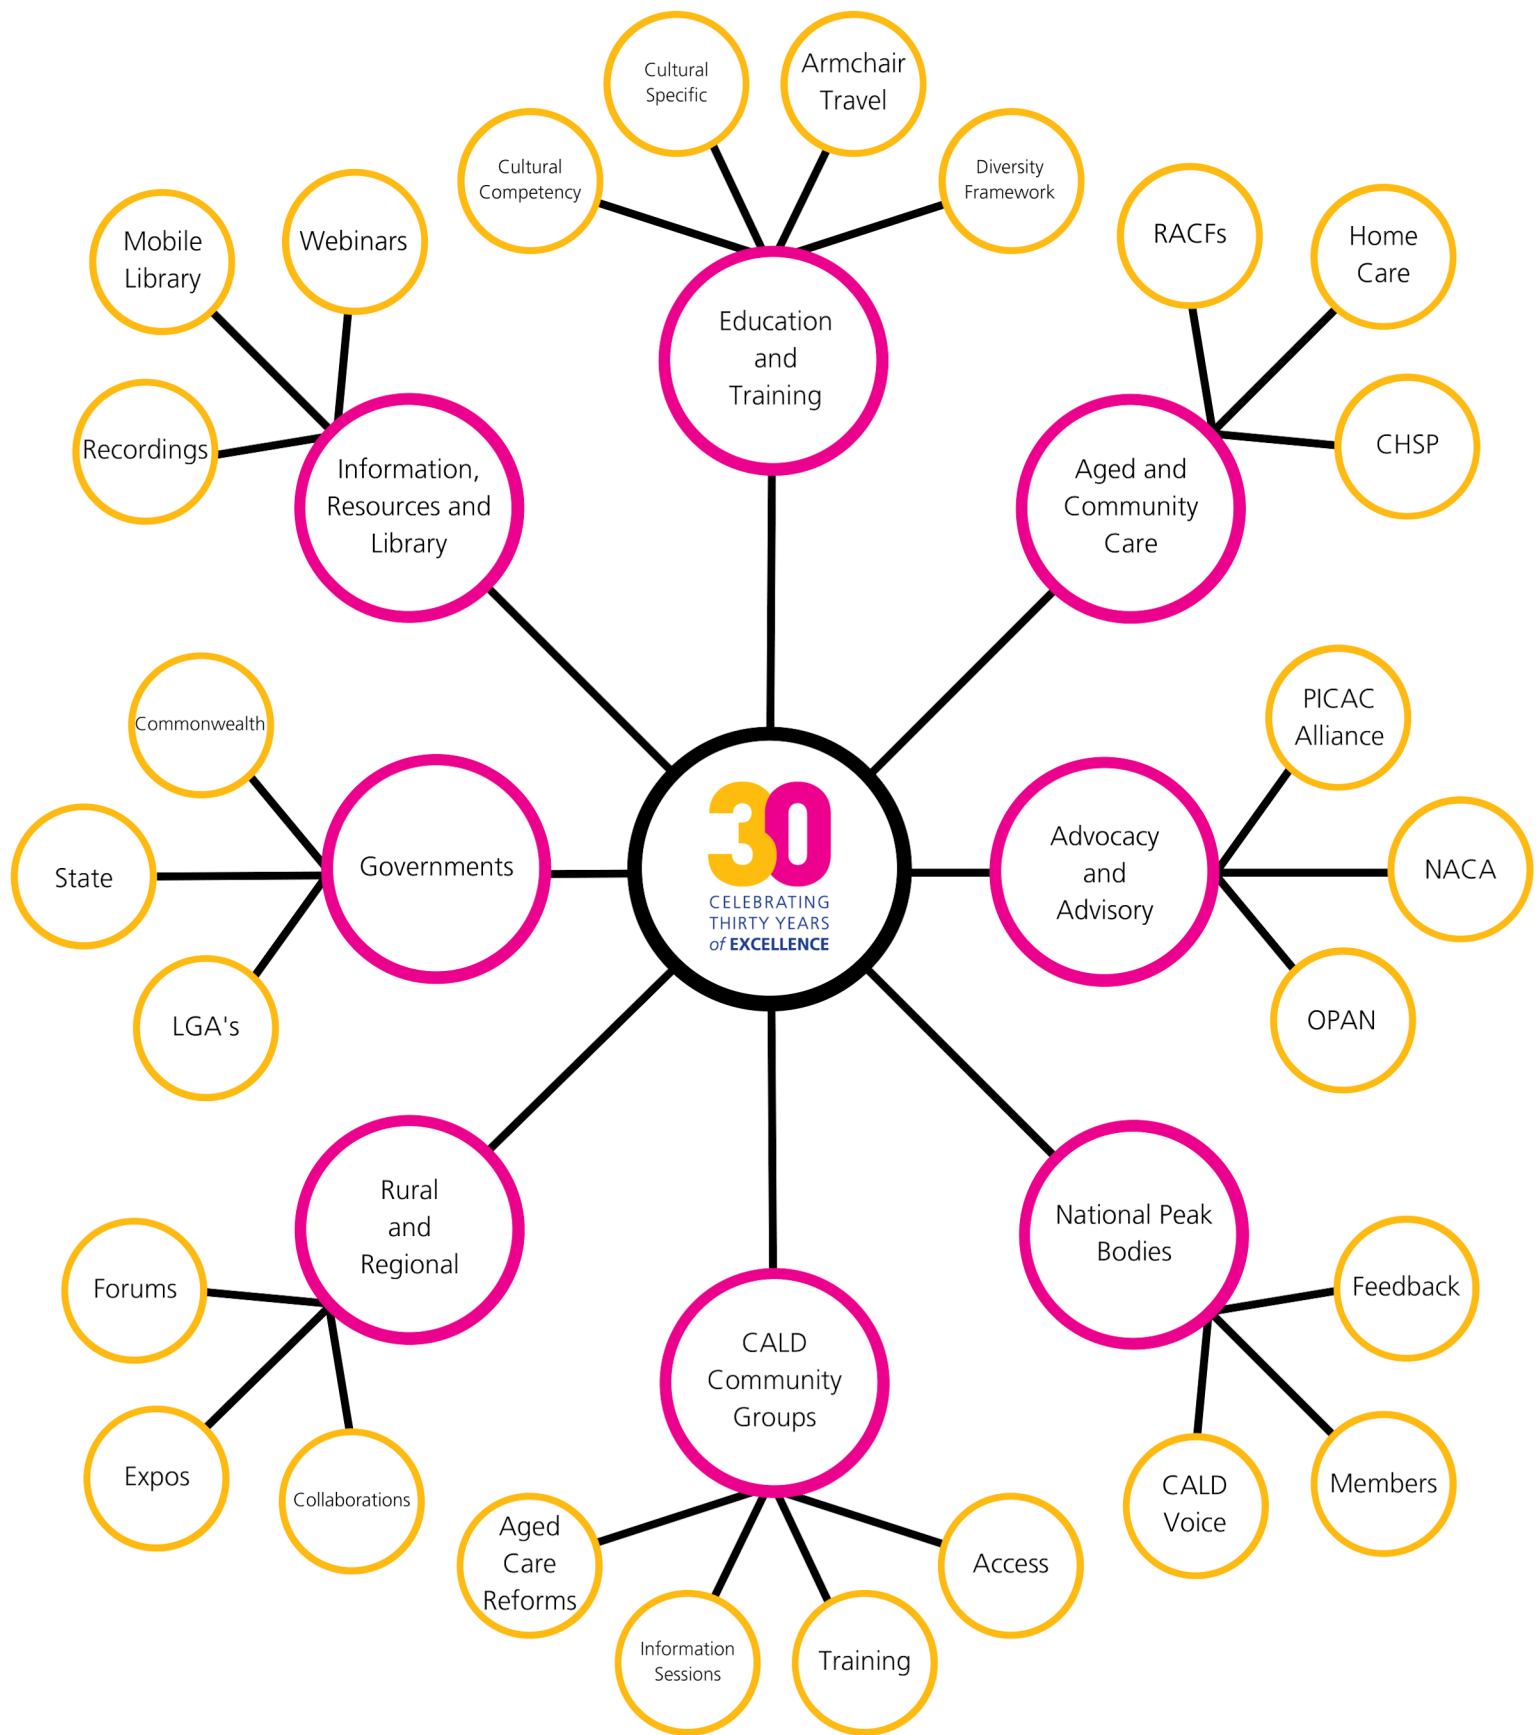 Cultural
Specific
Armchair
Travel
Cultural
Competency
Diversity
Framework
Education
and
Training
Mobile
Library
Webinars
Recordings
Information,
Resources and
Library
RACFs
Home
Care
CHSP
Aged and
Community
Care
Commonwealth
State
LGA's
Governments
30
CELEBRATING
THIRTY YEARS
of EXCELLENCE
Advocacy
and
Advisory
PICAC
Alliance
NACA
OPAN
Rural
and
Regional
Forums
Expos
Collaborations
CALD
Community
Groups
Aged
Care
Reforms
Information
Sessions
Training
Access
National Peak
Bodies
Feedback
Members
CALD
Voice